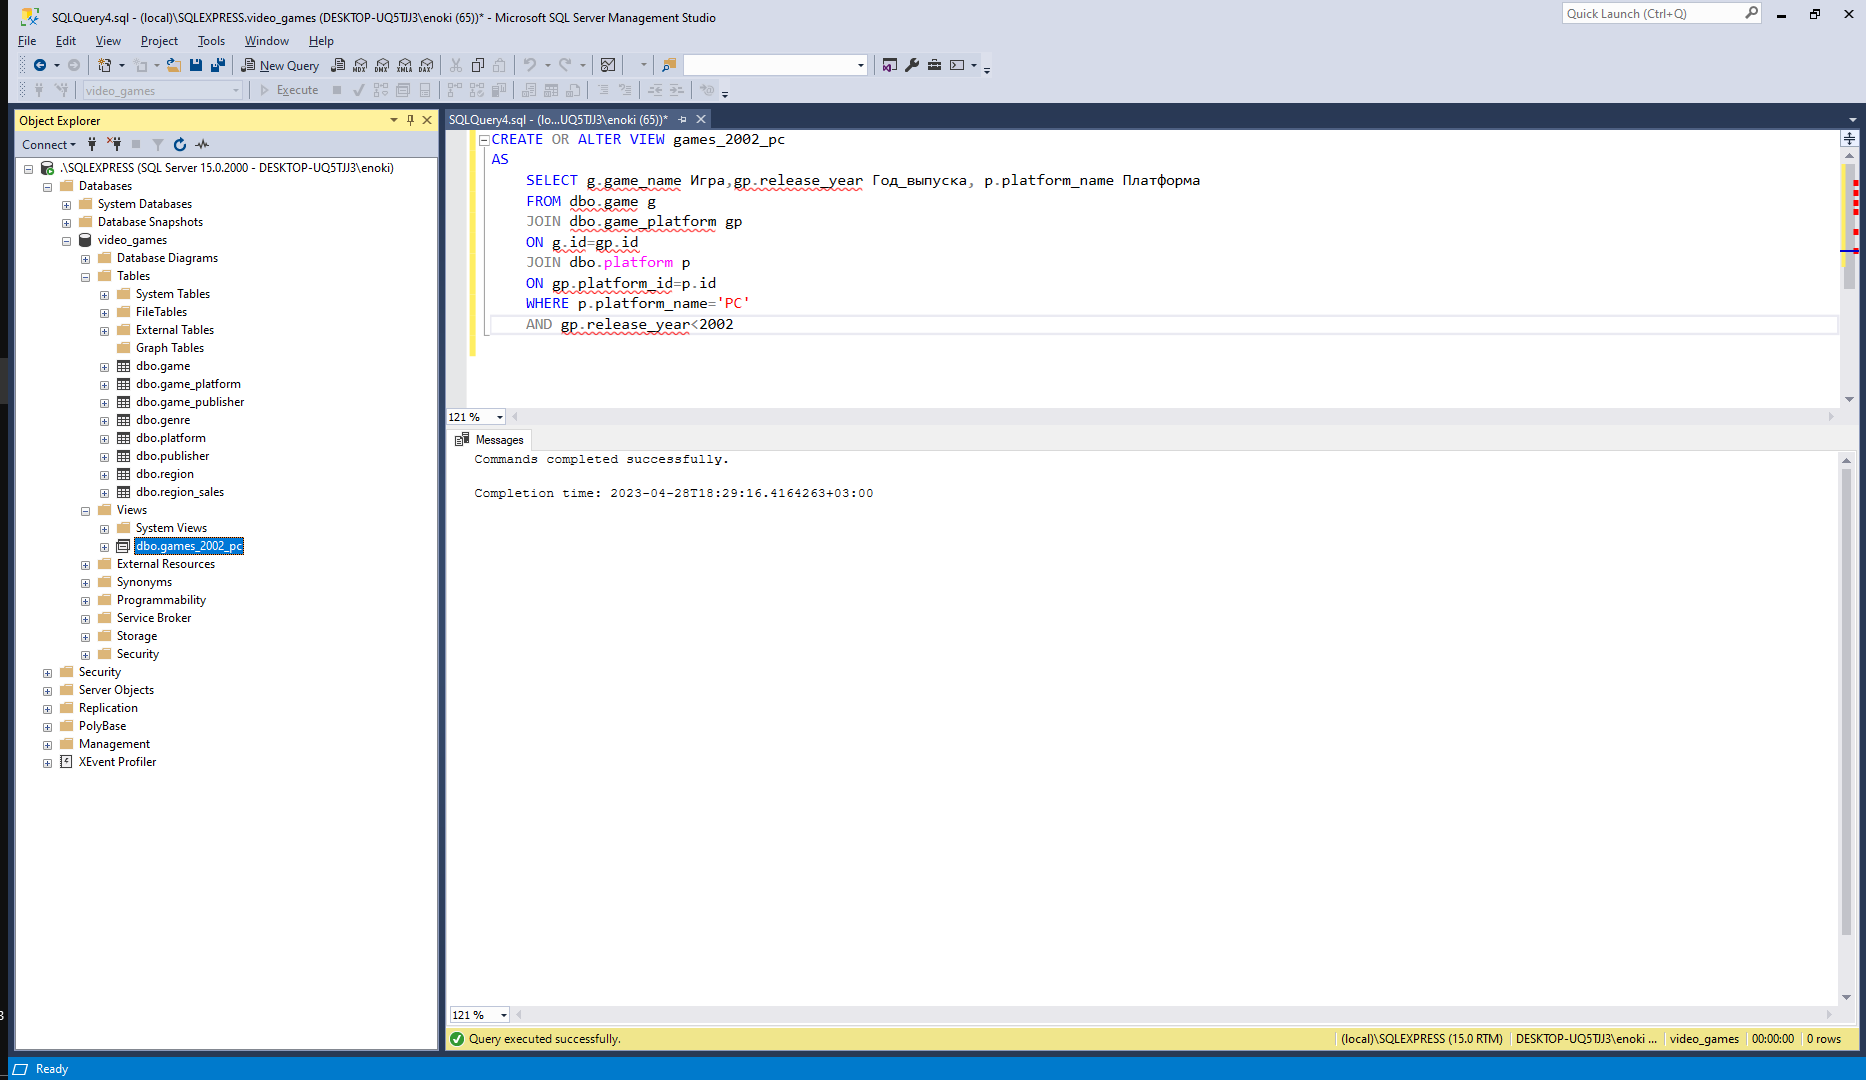 SQLQuery4.sql - (local)\SQLEXPRESS.video_games (DESKTOP-UQ5TJJ3\enoki (65))* - Microsoft SQL Server Management Studio
Quick Launch (Ctrl+Q)
File Edit View Project Tools Window Help
New Query MDX DMX XMLA DAX
video_games Execute
Object Explorer
Connect
.\SQLEXPRESS (SQL Server 15.0.2000 - DESKTOP-UQ5TJJ3\enoki)
Databases
System Databases
Database Snapshots
video_games
Database Diagrams
Tables
System Tables
FileTables
External Tables
Graph Tables
dbo.game
dbo.game_platform
dbo.game_publisher
dbo.genre
dbo.platform
dbo.publisher
dbo.region
dbo.region_sales
Views
System Views
dbo.games_2002_pc
External Resources
Synonyms
Programmability
Service Broker
Storage
Security
Security
Server Objects
Replication
PolyBase
Management
XEvent Profiler
SQLQuery4.sql - (lo...UQ5TJJ3\enoki (65))*
CREATE OR ALTER VIEW games_2002_pc
AS
SELECT g.game_name Игра,gp.release_year Год_выпуска, p.platform_name Платформа
FROM dbo.game g
JOIN dbo.game_platform gp
ON g.id=gp.id
JOIN dbo.platform p
ON gp.platform_id=p.id
WHERE p.platform_name='PC'
AND gp.release_year<2002
121 %
Messages
Commands completed successfully.
Completion time: 2023-04-28T18:29:16.4164263+03:00
121 %
Query executed successfully.
(local)\SQLEXPRESS (15.0 RTM) DESKTOP-UQ5TJJ3\enoki ... video_games 00:00:00 0 rows
Ready